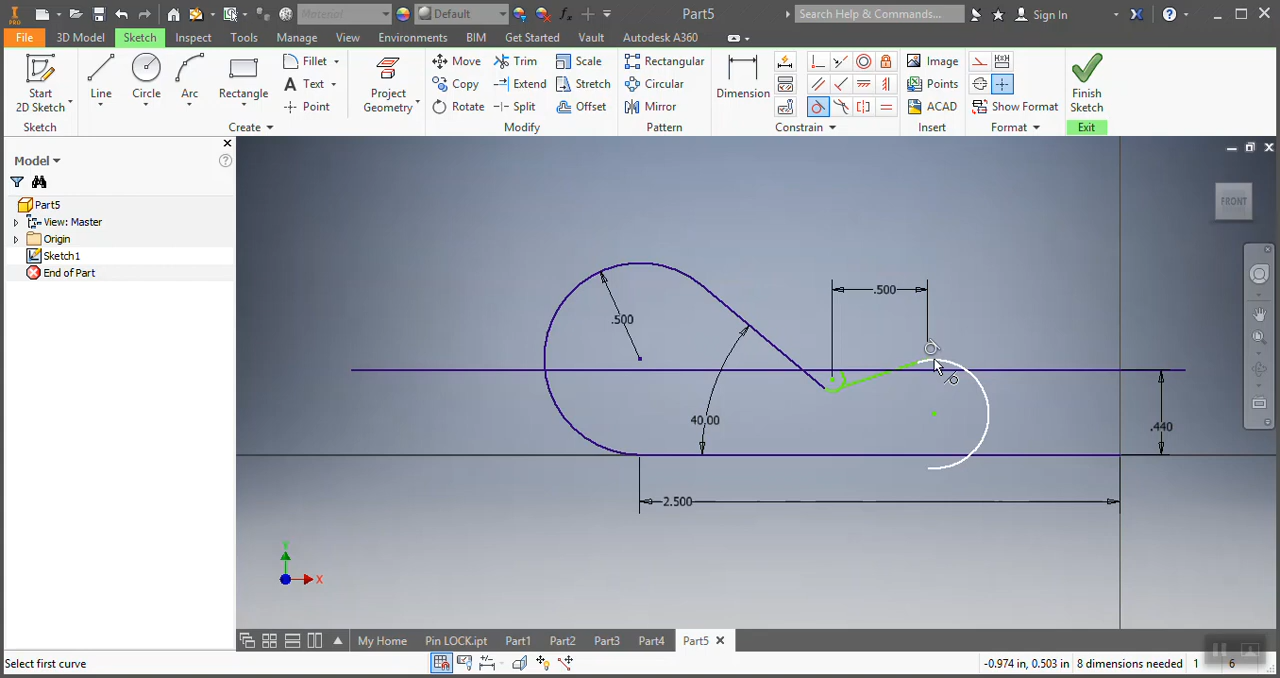 I PRO Material Default fx Part5 Search Help & Commands... Sign In
File 3D Model Sketch Inspect Tools Manage View Environments BIM Get Started Vault Autodesk A360
Start 2D Sketch Line Circle Arc Rectangle Fillet Text Point Project Geometry Move Copy Rotate Trim Extend Split Scale Stretch Offset Rectangular Circular Mirror Dimension Image Points ACAD Show Format Finish Sketch
Sketch Create Modify Pattern Constrain Insert Format Exit
Model
Part5
View: Master
Origin
Sketch1
End of Part
FRONT
.500
.500
40.00
.440
2.500
Y
X
My Home Pin LOCK.ipt Part1 Part2 Part3 Part4 Part5
Select first curve -0.974 in, 0.503 in 8 dimensions needed 1 6